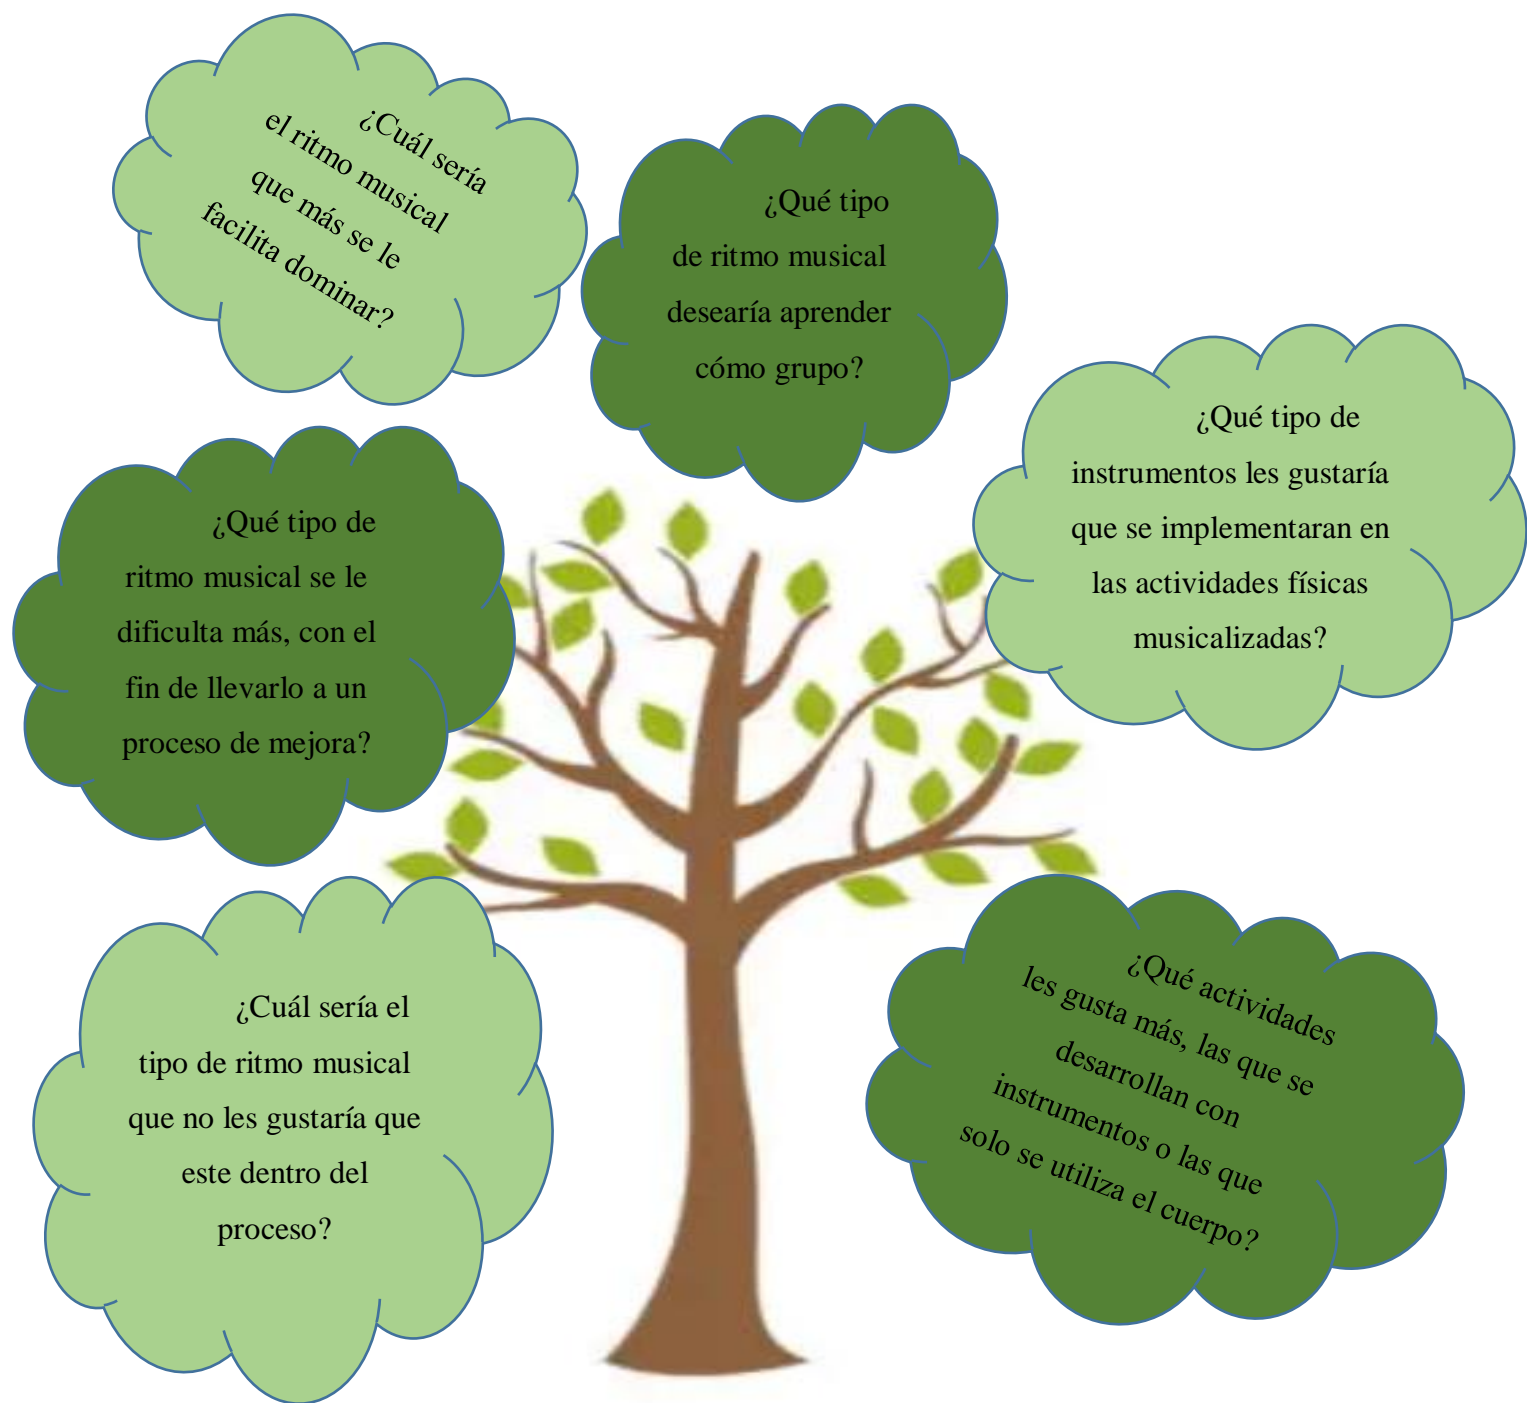 ¿Cuál sería
el ritmo musical
que más se le
facilita dominar?
¿Qué tipo
de ritmo musical
desearía aprender
cómo grupo?
¿Qué tipo de
instrumentos les gustaría
que se implementaran en
las actividades físicas
musicalizadas?
¿Qué tipo de
ritmo musical se le
dificulta más, con el
fin de llevarlo a un
proceso de mejora?
¿Cuál sería el
tipo de ritmo musical
que no les gustaría que
este dentro del
proceso?
¿Qué actividades
les gusta más, las que se
desarrollan con
instrumentos o las que
solo se utiliza el cuerpo?